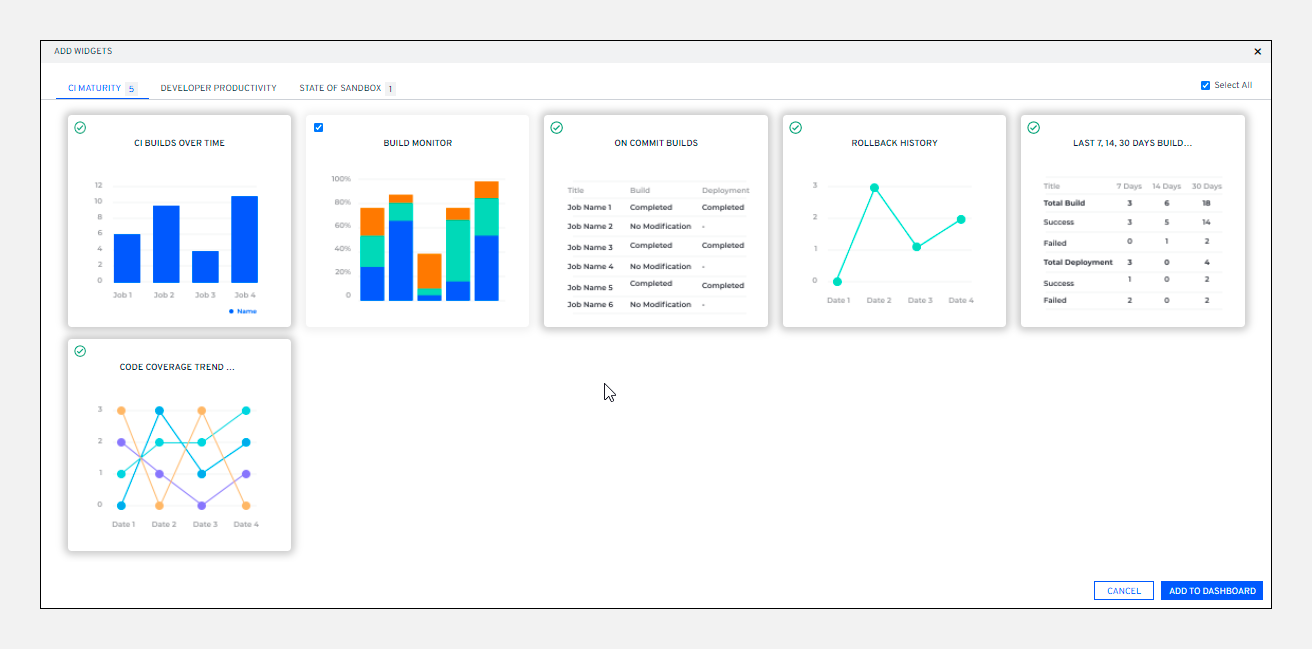 ADD WIDGETS ×
CI MATURITY 5 DEVELOPER PRODUCTIVITY STATE OF SANDBOX 1 Select All
CI BUILDS OVER TIME
12
10
8
6
4
2
0
Job 1 Job 2 Job 3 Job 4
Name
BUILD MONITOR
100%
80%
60%
40%
20%
0
ON COMMIT BUILDS
Title Build Deployment
Job Name 1 Completed Completed
Job Name 2 No Modification -
Job Name 3 Completed Completed
Job Name 4 No Modification -
Job Name 5 Completed Completed
Job Name 6 No Modification -
ROLLBACK HISTORY
3
2
1
0
Date 1 Date 2 Date 3 Date 4
LAST 7, 14, 30 DAYS BUILD...
Title 7 Days 14 Days 30 Days
Total Build 3 6 18
Success 3 5 14
Failed 0 1 2
Total Deployment 3 0 4
Success 1 0 2
Failed 2 0 2
CODE COVERAGE TREND ...
3
2
1
0
Date 1 Date 2 Date 3 Date 4
CANCEL ADD TO DASHBOARD